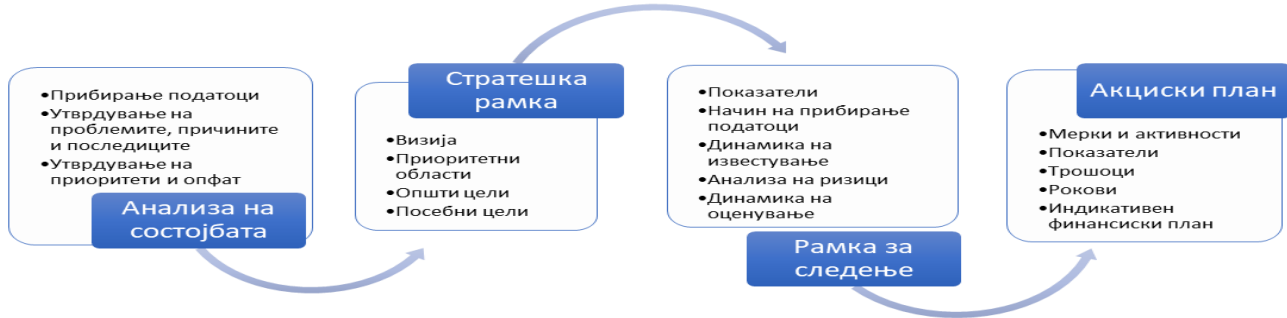 •Прибирање податоци
•Утврдување на
проблемите, причините
и последиците
•Утврдување на
приоритети и опфат
Анализа на
состојбата
Стратешка
рамка
•Визија
•Приоритетни
области
•Општи цели
•Посебни цели
•Показатели
•Начин на прибирање
податоци
•Динамика на
известување
•Анализа на ризици
•Динамика на
оценување
Рамка за
следење
Акциски план
•Мерки и активности
•Показатели
•Трошоци
•Рокови
•Индикативен
финансиски план